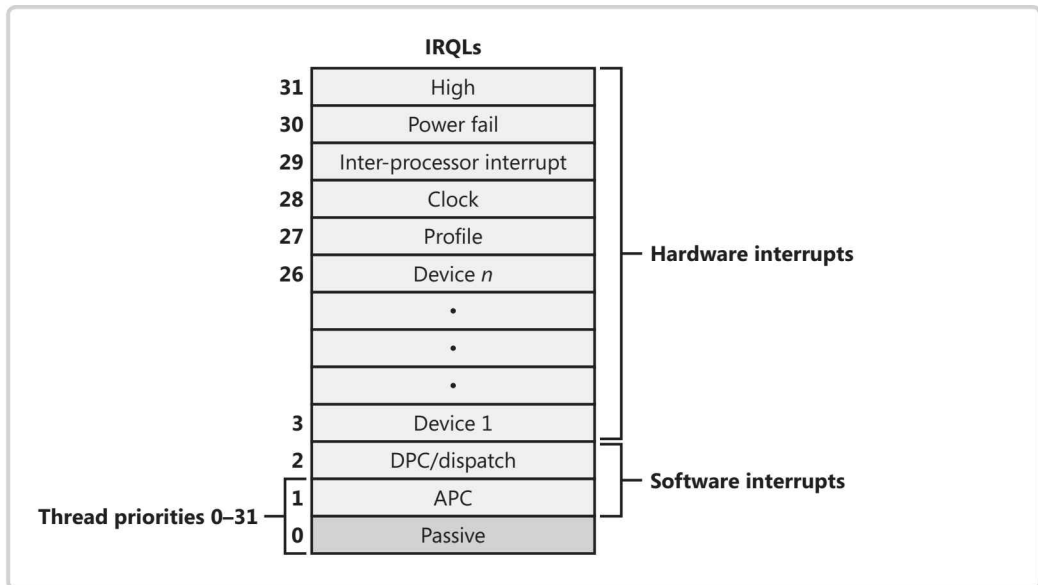 IRQLs
31 High
30 Power fail
29 Inter-processor interrupt
28 Clock
27 Profile
26 Device n
•
•
•
3 Device 1
2 DPC/dispatch
1 APC
0 Passive
Hardware interrupts
Software interrupts
Thread priorities 0–31